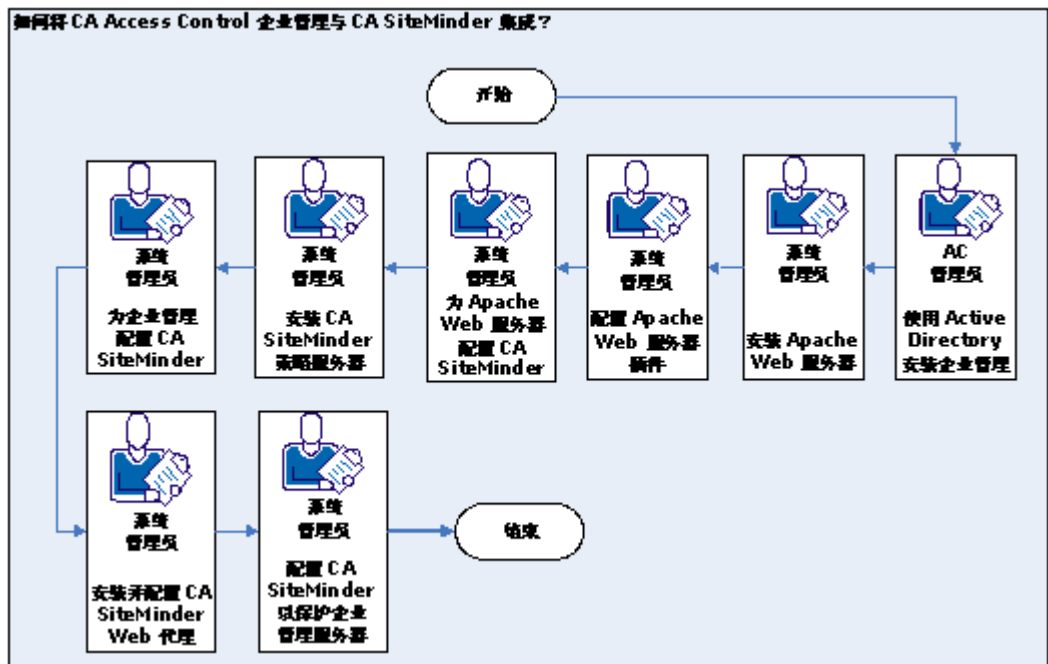 如何将 CA Access Control 企业管理与 CA SiteMinder 集成？
开始
AC
管理员
使用 Active
Directory
安装企业管理
系统
管理员
安装 Apache
Web 服务器
系统
管理员
配置 Apache
Web 服务器
插件
系统
管理员
为 Apache
Web 服务器
配置 CA
SiteMinder
系统
管理员
安装 CA
SiteMinder
策略服务器
系统
管理员
为企业管理
配置 CA
SiteMinder
系统
管理员
安装并配置 CA
SiteMinder
Web 代理
系统
管理员
配置 CA
SiteMinder
以保护企业
管理服务器
结束